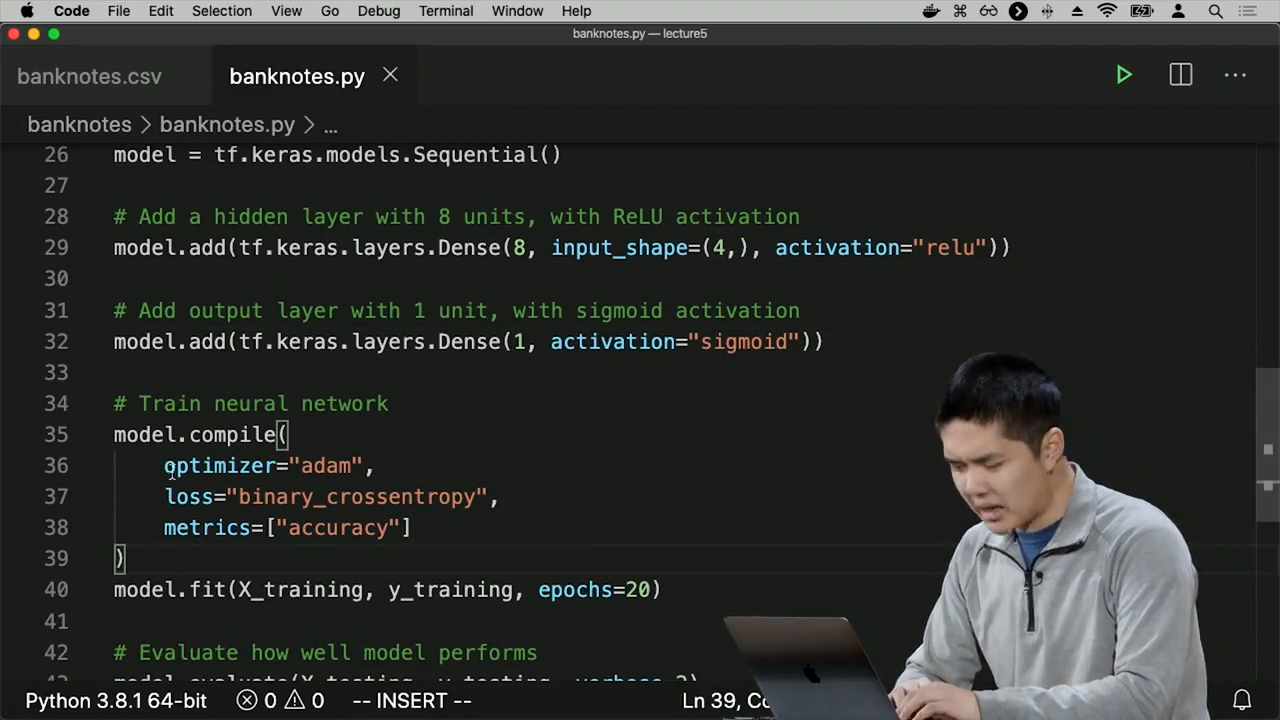 Code File Edit Selection View Go Debug Terminal Window Help
banknotes.py — lecture5
banknotes.csv banknotes.py
banknotes > banknotes.py > ...
26 model = tf.keras.models.Sequential()
27
28 # Add a hidden layer with 8 units, with ReLU activation
29 model.add(tf.keras.layers.Dense(8, input_shape=(4,), activation="relu"))
30
31 # Add output layer with 1 unit, with sigmoid activation
32 model.add(tf.keras.layers.Dense(1, activation="sigmoid"))
33
34 # Train neural network
35 model.compile(
36 optimizer="adam",
37 loss="binary_crossentropy",
38 metrics=["accuracy"]
39 )
40 model.fit(X_training, y_training, epochs=20)
41
42 # Evaluate how well model performs
Python 3.8.1 64-bit 0 0 -- INSERT -- Ln 39,